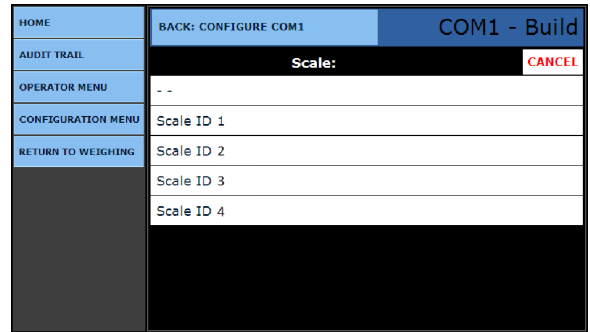 HOME
AUDIT TRAIL
OPERATOR MENU
CONFIGURATION MENU
RETURN TO WEIGHING
BACK: CONFIGURE COM1
COM1 - Build
Scale:
CANCEL
- -
Scale ID 1
Scale ID 2
Scale ID 3
Scale ID 4